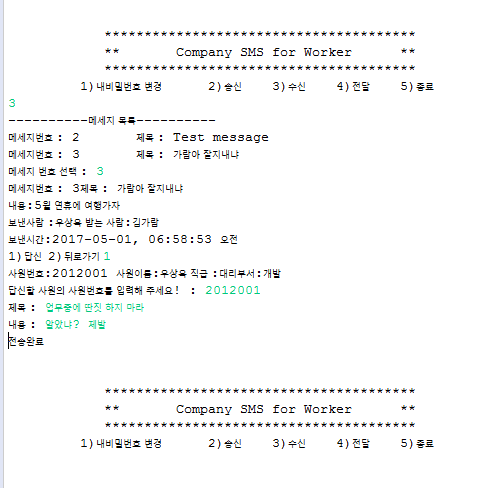 ****************************************
** Company SMS for Worker **
****************************************
1)내비밀번호 변경 2)송신 3)수신 4)전달 5)종료
3
----------메세지 목록----------
메세지번호 : 2 제목 : Test message
메세지번호 : 3 제목 : 가람아 잘지내냐
메세지 번호 선택 : 3
메세지번호 : 3제목 : 가람아 잘지내냐
내용:5월 연휴에 여행가자
보낸사람 :우상욱 받는 사람:김가람
보낸시간:2017-05-01, 06:58:53 오전
1)답신 2)뒤로가기 1
사원번호:2012001 사원이름:우상욱 직급 :대리부서:개발
답신할 사원의 사원번호를 입력해 주세요! : 2012001
제목 : 업무중에 딴짓 하지 마라
내용 : 알았냐? 제발
전송완료
****************************************
** Company SMS for Worker **
****************************************
1)내비밀번호 변경 2)송신 3)수신 4)전달 5)종료